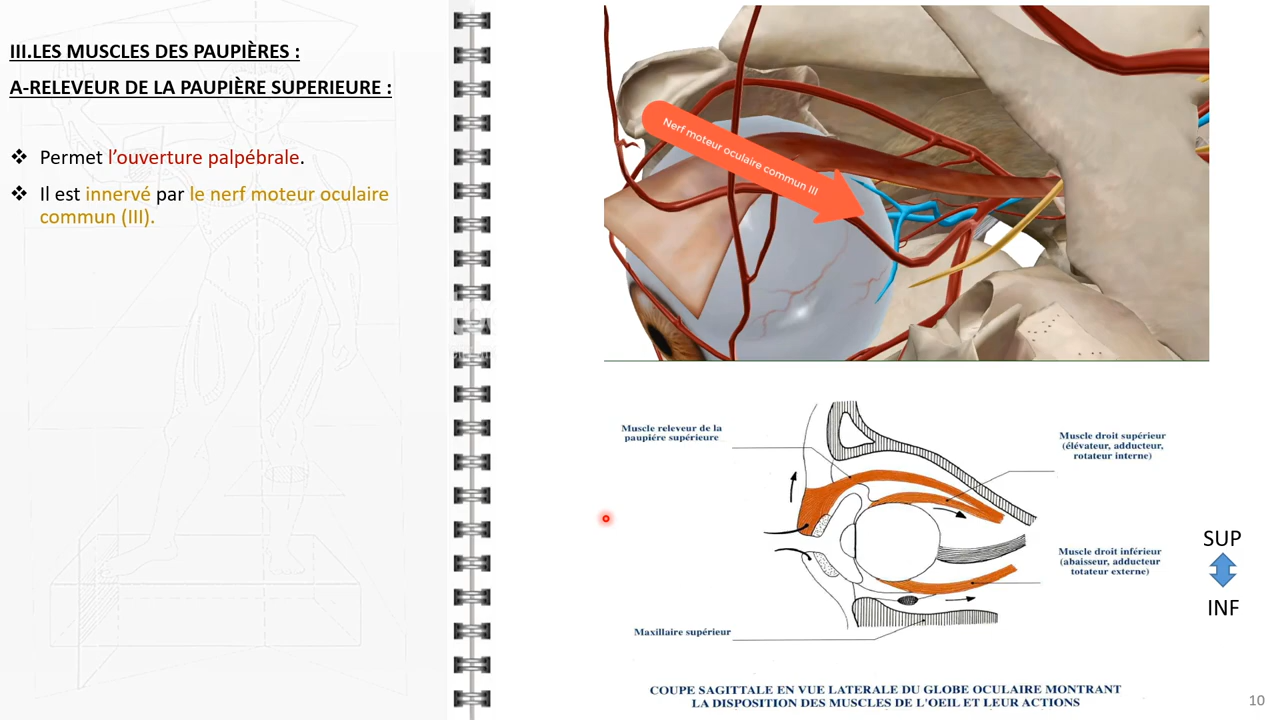 III.LES MUSCLES DES PAUPIÈRES :
A-RELEVEUR DE LA PAUPIÈRE SUPERIEURE :
❖ Permet l'ouverture palpébrale.
❖ Il est innervé par le nerf moteur oculaire
commun (III).
Nerf moteur oculaire commun III
Muscle releveur de la
paupiére supérieure
Muscle droit supérieur
(élévateur, adducteur,
rotateur interne)
Muscle droit inférieur
(abaisseur, adducteur
totateur externe)
Maxillaire supérieur
SUP
INF
COUPE SAGITTALE EN VUE LATERALE DU GLOBE OCULAIRE MONTRANT
LA DISPOSITION DES MUSCLES DE L'OEIL ET LEUR ACTIONS
10